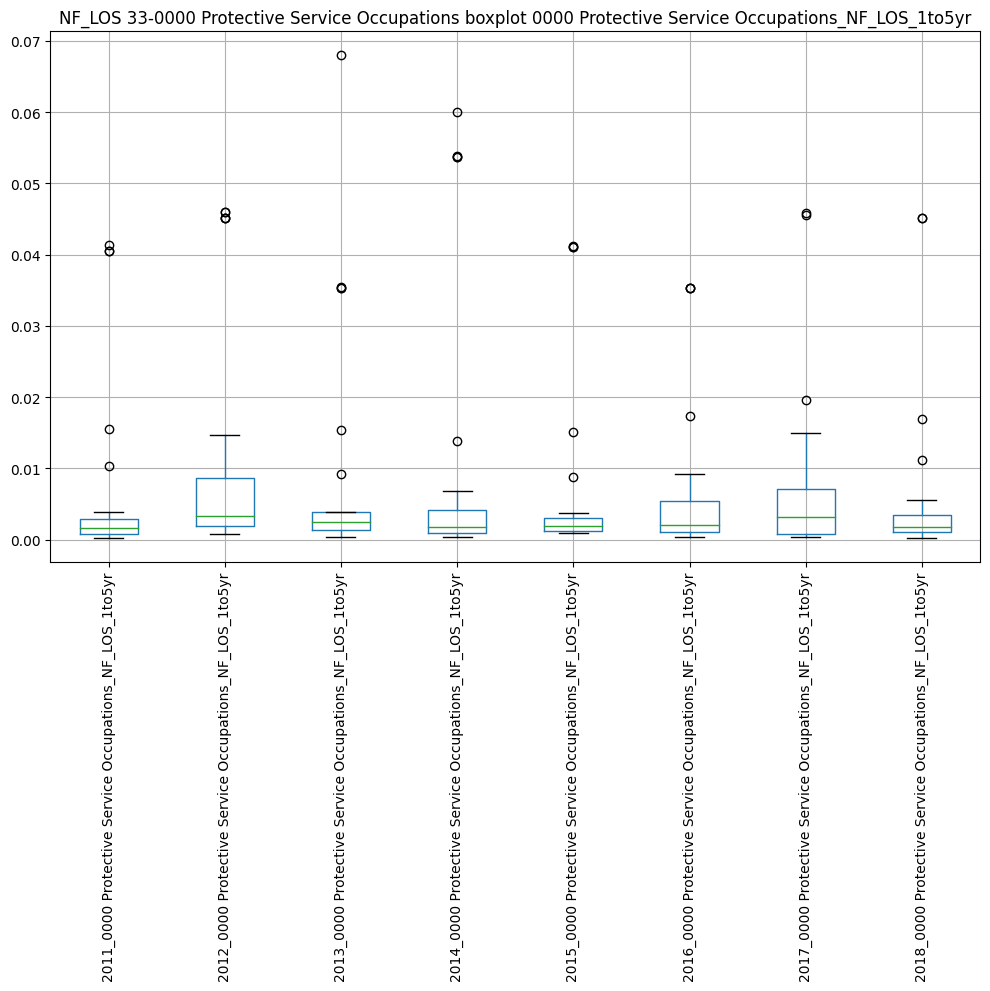 NF_LOS 33-0000 Protective Service Occupations boxplot 0000 Protective Service Occupations_NF_LOS_1to5yr
0.07
0.06
0.05
0.04
0.03
0.02
0.01
0.00
2011_0000 Protective Service Occupations_NF_LOS_1to5yr
2012_0000 Protective Service Occupations_NF_LOS_1to5yr
2013_0000 Protective Service Occupations_NF_LOS_1to5yr
2014_0000 Protective Service Occupations_NF_LOS_1to5yr
2015_0000 Protective Service Occupations_NF_LOS_1to5yr
2016_0000 Protective Service Occupations_NF_LOS_1to5yr
2017_0000 Protective Service Occupations_NF_LOS_1to5yr
2018_0000 Protective Service Occupations_NF_LOS_1to5yr